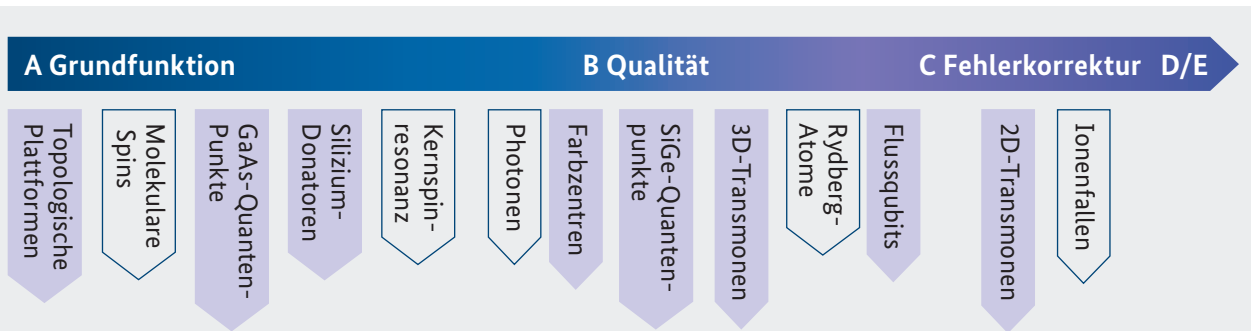 A Grundfunktion B Qualität C Fehlerkorrektur D/E
Topologische
Plattformen
Molekulare
Spins
GaAs-Quanten-
Punkte
Silizium-
Donatoren
Kernspin-
resonanz
Photonen
Farbzentren
SiGe-Quanten-
punkte
3D-Transmonen
Rydberg-
Atome
Flussqubits
2D-Transmonen
Ionenfallen